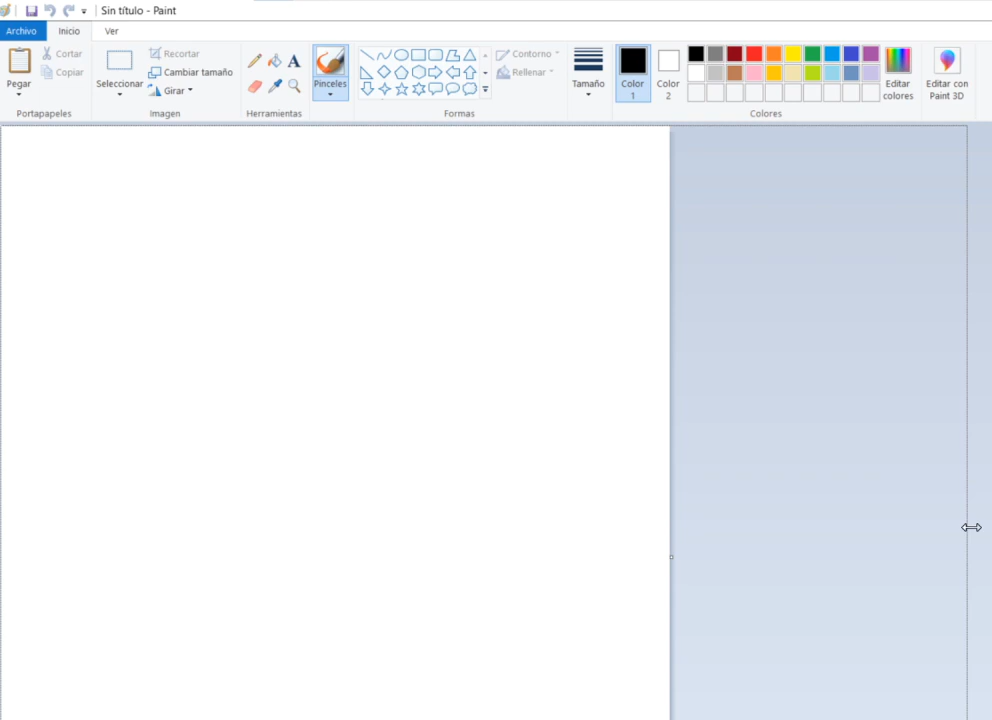 Sin título - Paint
Archivo Inicio Ver
Pegar
Cortar
Copiar
Portapapeles
Seleccionar
Recortar
Cambiar tamaño
Girar
Imagen
A
Herramientas
Pinceles
Contorno
Rellenar
Formas
Tamaño
Color
1
Color
2
Editar
colores
Colores
Editar con
Paint 3D